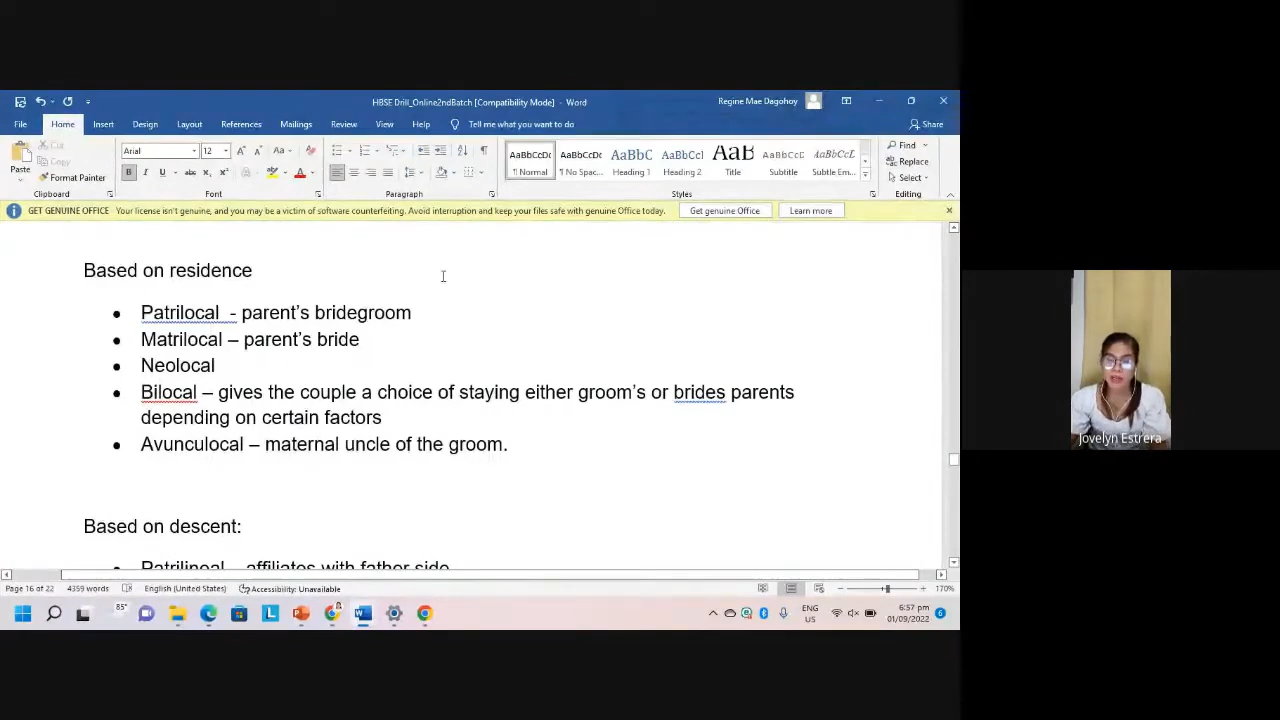 HBSE Drill_Online2ndBatch [Compatibility Mode] - Word
Regine Mae Dagohoy
File Home Insert Design Layout References Mailings Review View Help Tell me what you want to do Share
Paste
Cut
Copy
Format Painter
Clipboard
Arial 12
Font
Paragraph
AaBbCcDc AaBbCcDc AaBbC AaBbCcI AaB AaBbCcD AaBbCcL
¶ Normal ¶ No Spac... Heading 1 Heading 2 Title Subtitle Subtle Em...
Styles
Find
Replace
Select
Editing
GET GENUINE OFFICE Your license isn't genuine, and you may be a victim of software counterfeiting. Avoid interruption and keep your files safe with genuine Office today. Get genuine Office Learn more
Based on residence
• Patrilocal - parent's bridegroom
• Matrilocal – parent's bride
• Neolocal
• Bilocal – gives the couple a choice of staying either groom's or brides parents
depending on certain factors
• Avunculocal – maternal uncle of the groom.
Based on descent:
• Patrilineal – affiliates with father side
Jovelyn Estrera
Page 16 of 22 4359 words English (United States) Accessibility: Unavailable 170%
85°
ENG
US
6:57 pm
01/09/2022
6